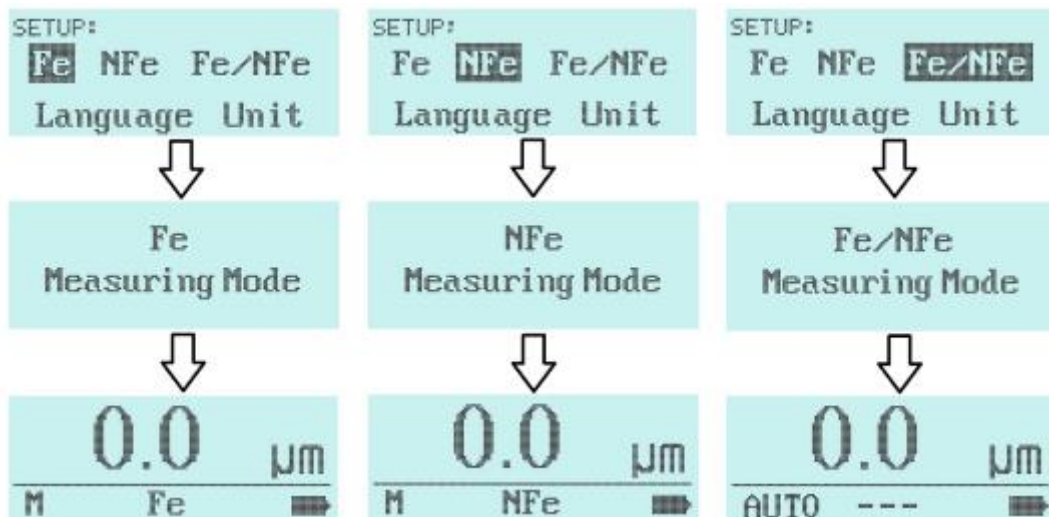 SETUP:
Fe NFe Fe/NFe
Language Unit
Fe
Measuring Mode
0.0 μm
M Fe
SETUP:
Fe NFe Fe/NFe
Language Unit
NFe
Measuring Mode
0.0 μm
M NFe
SETUP:
Fe NFe Fe/NFe
Language Unit
Fe/NFe
Measuring Mode
0.0 μm
AUTO ---